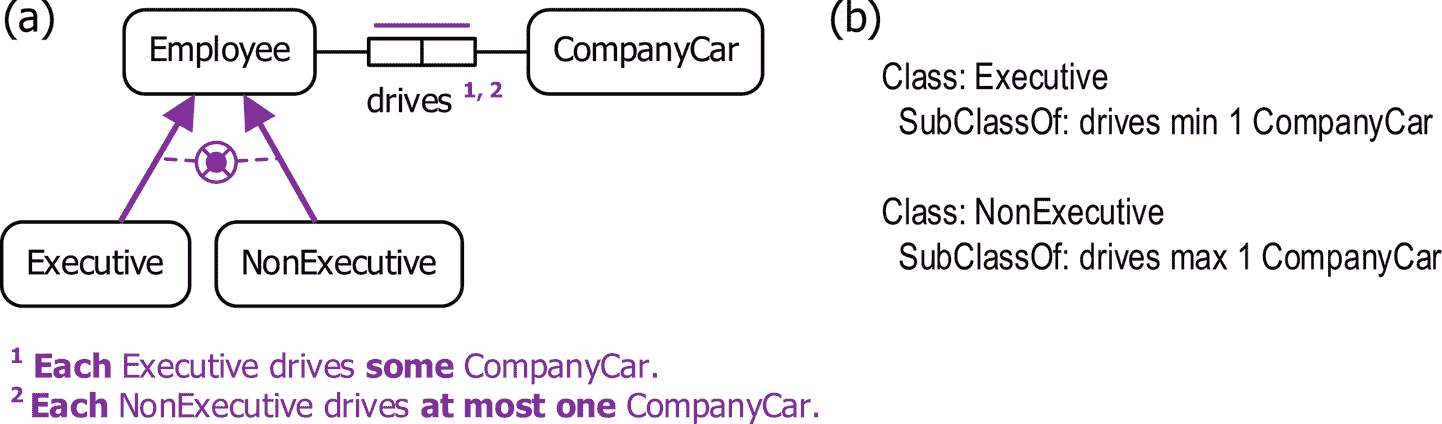 (a)
Employee
CompanyCar
drives 1, 2
Executive
NonExecutive
1 Each Executive drives some CompanyCar.
2 Each NonExecutive drives at most one CompanyCar.
(b)
Class: Executive
SubClassOf: drives min 1 CompanyCar
Class: NonExecutive
SubClassOf: drives max 1 CompanyCar